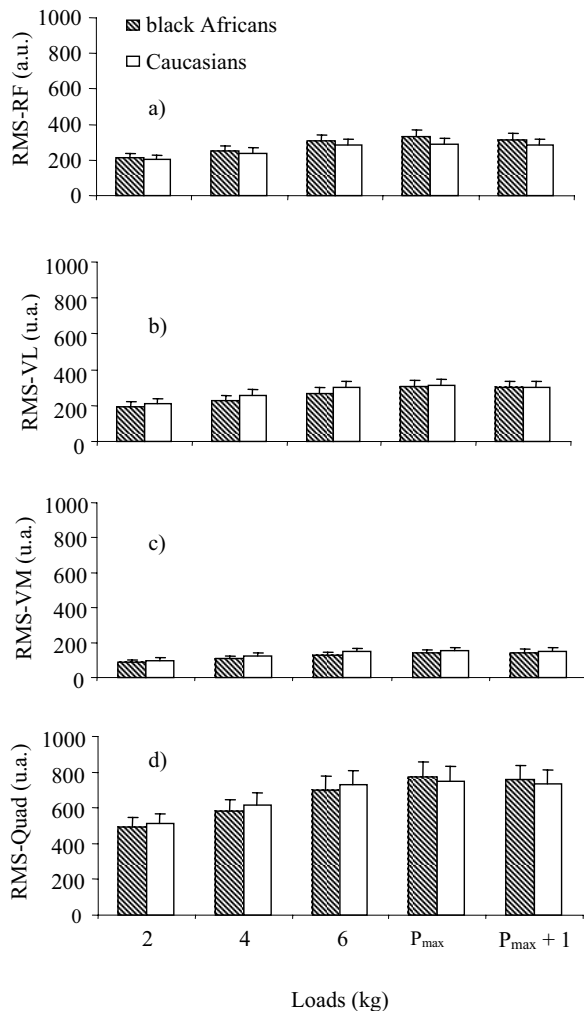 1000
800
600
400
200
0
RMS-RF (a.u.)
black Africans
Caucasians
a)
1000
800
600
400
200
0
RMS-VL (u.a.)
b)
1000
800
600
400
200
0
RMS-VM (u.a.)
c)
1000
800
600
400
200
0
RMS-Quad (u.a.)
d)
2 4 6 Pmax Pmax + 1
Loads (kg)